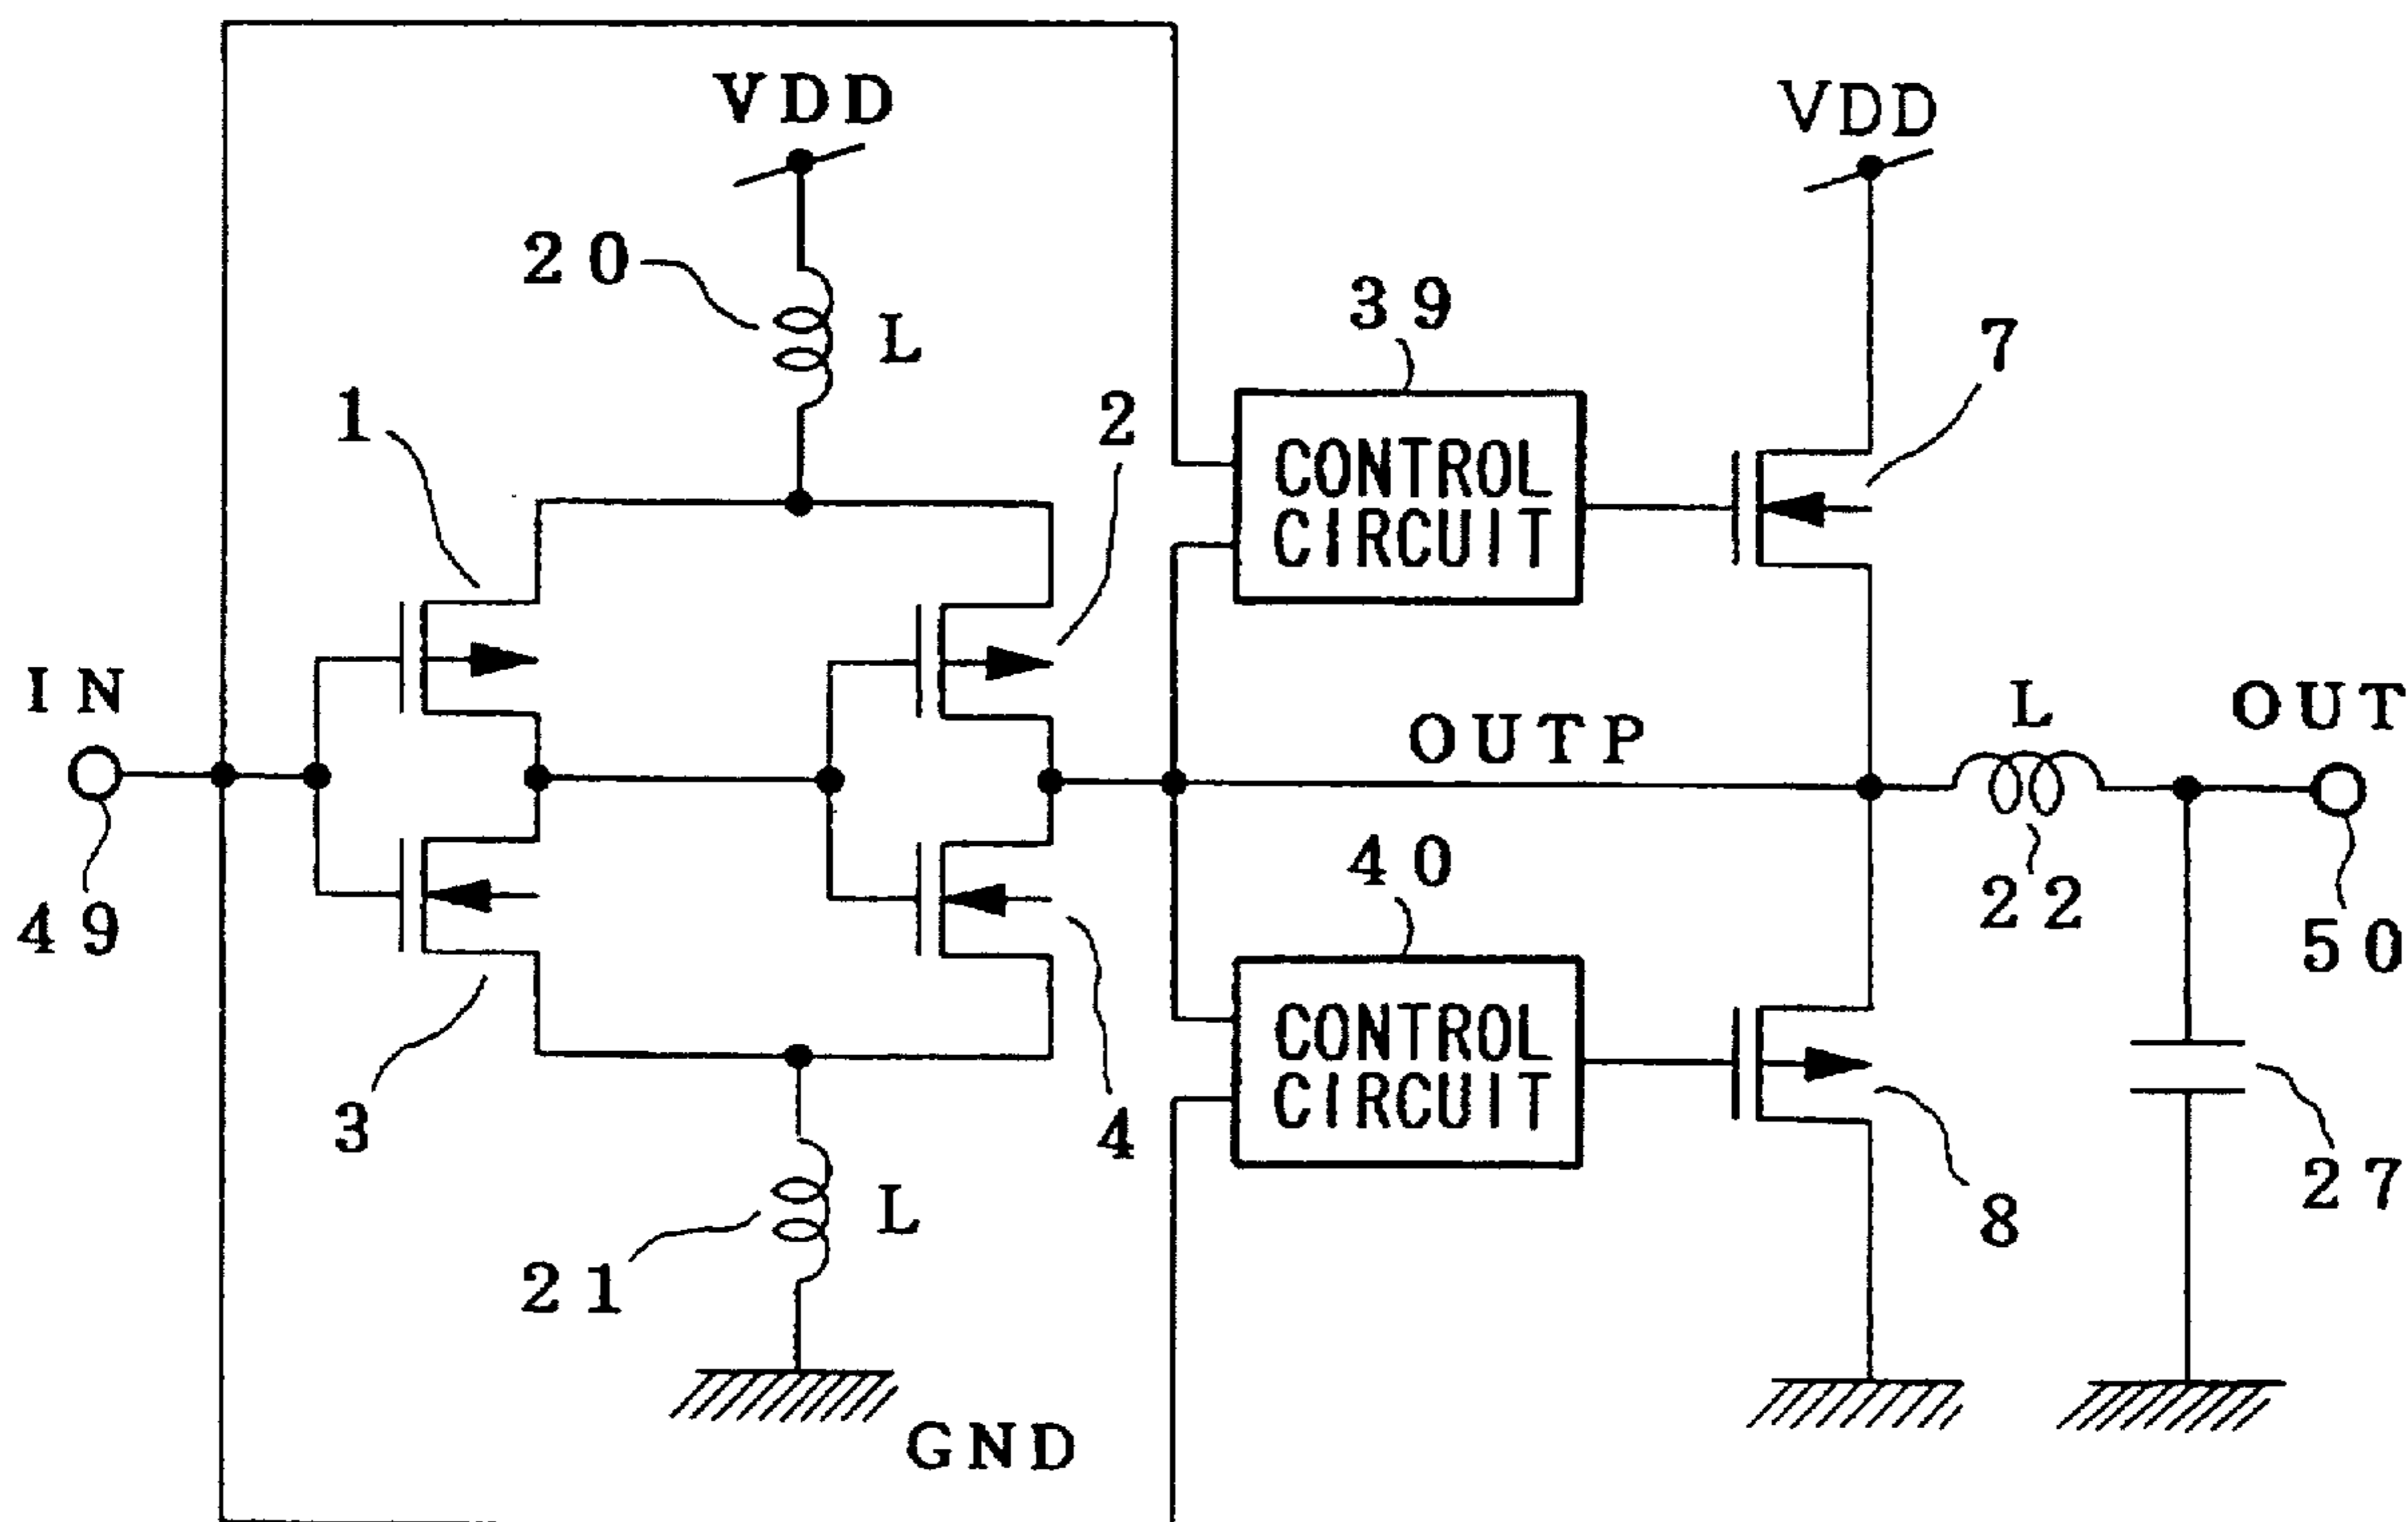 VDD
VDD
20
L
39
7
1
2
CONTROL
CIRCUIT
IN
OUTP
L
OUT
49
40
22
50
CONTROL
CIRCUIT
3
4
L
27
8
21
GND